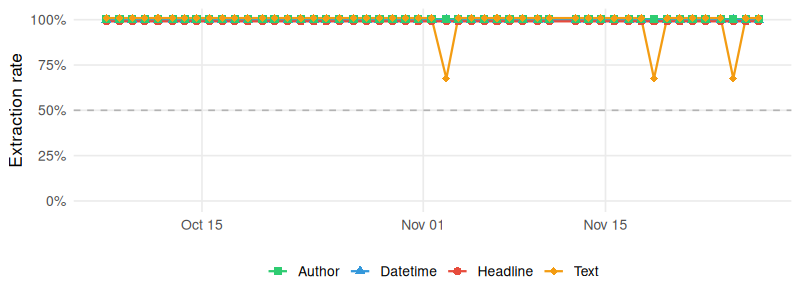 Extraction rate
100%
75%
50%
25%
0%
Oct 15 Nov 01 Nov 15
Author Datetime Headline Text